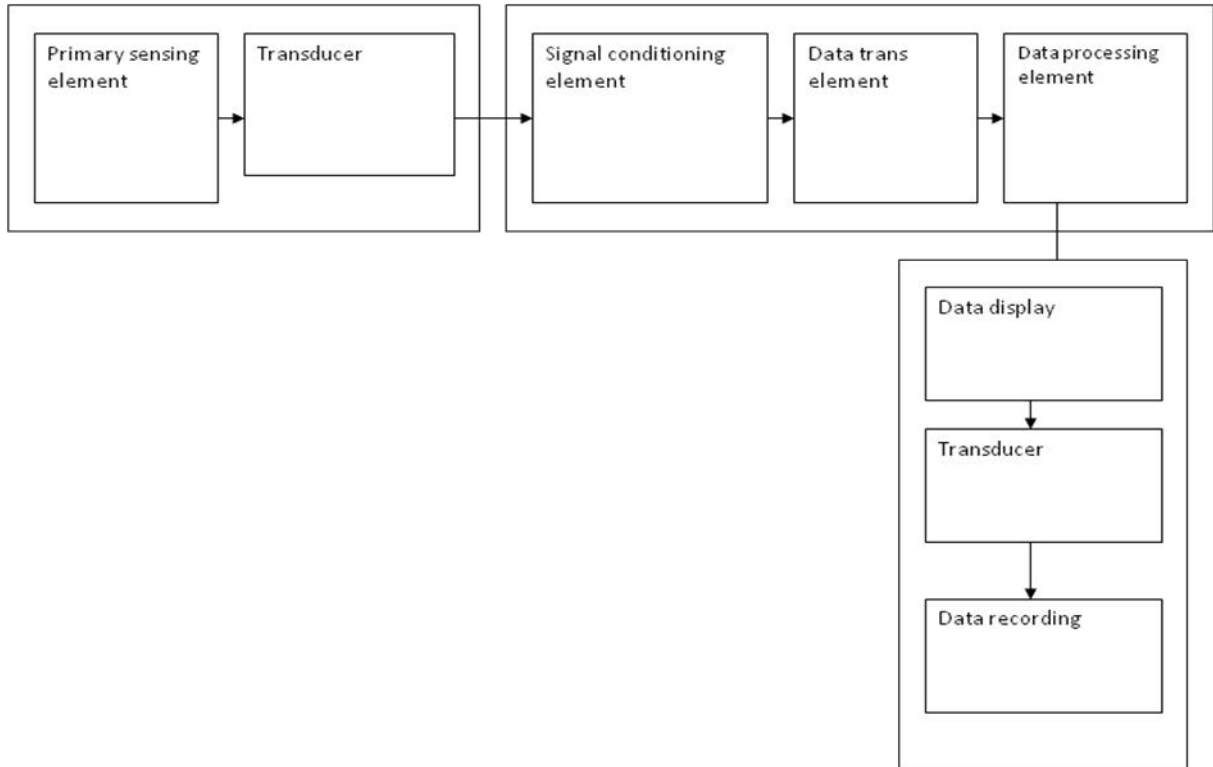 Primary sensing
element
Transducer
Signal conditioning
element
Data trans
element
Data processing
element
Data display
Transducer
Data recording